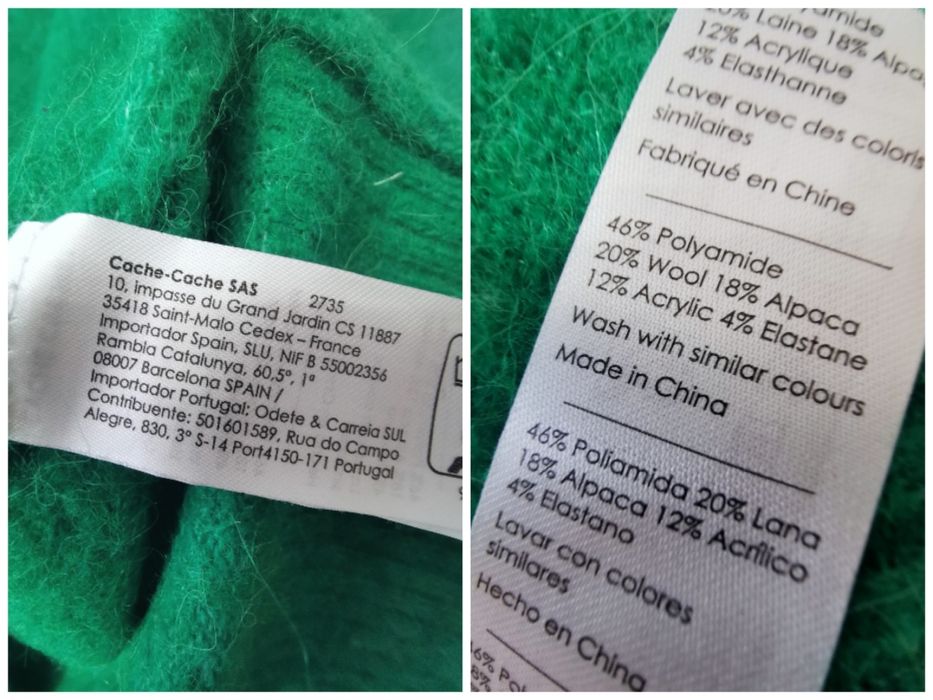 Cache-Cache SAS 2735
10, impasse du Grand Jardin CS 11887
35418 Saint-Malo Cedex – France
Importador Spain, SLU, NIF B 55002356
Rambla Catalunya, 60,5º, 1ª
08007 Barcelona SPAIN /
Importador Portugal: Odete & Carreia SUL
Contribuente: 501601589, Rua do Campo
Alegre, 830, 3º S-14 Port4150-171 Portugal
20% Laine 18%
12% Acrylique
4% Elasthanne
Laver avec des coloris
similaires
Fabriqué en Chine
46% Polyamide
20% Wool 18% Alpaca
12% Acrylic 4% Elastane
Wash with similar colours
Made in China
46% Poliamida 20% Lana
18% Alpaca 12% Acrílico
4% Elastano
Lavar con colores
similares
Hecho en China